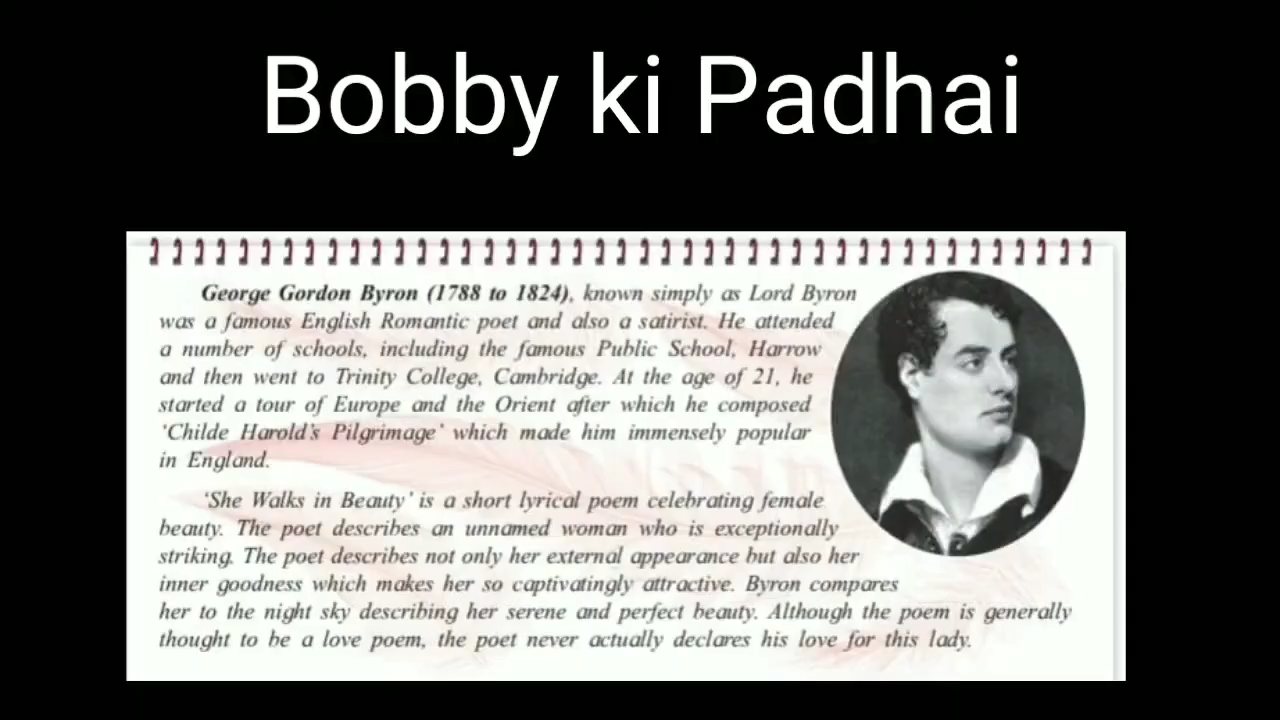 Bobby ki Padhai
George Gordon Byron (1788 to 1824), known simply as Lord Byron
was a famous English Romantic poet and also a satirist. He attended
a number of schools, including the famous Public School, Harrow
and then went to Trinity College, Cambridge. At the age of 21, he
started a tour of Europe and the Orient after which he composed
‘Childe Harold’s Pilgrimage’ which made him immensely popular
in England.
‘She Walks in Beauty’ is a short lyrical poem celebrating female
beauty. The poet describes an unnamed woman who is exceptionally
striking. The poet describes not only her external appearance but also her
inner goodness which makes her so captivatingly attractive. Byron compares
her to the night sky describing her serene and perfect beauty. Although the poem is generally
thought to be a love poem, the poet never actually declares his love for this lady.